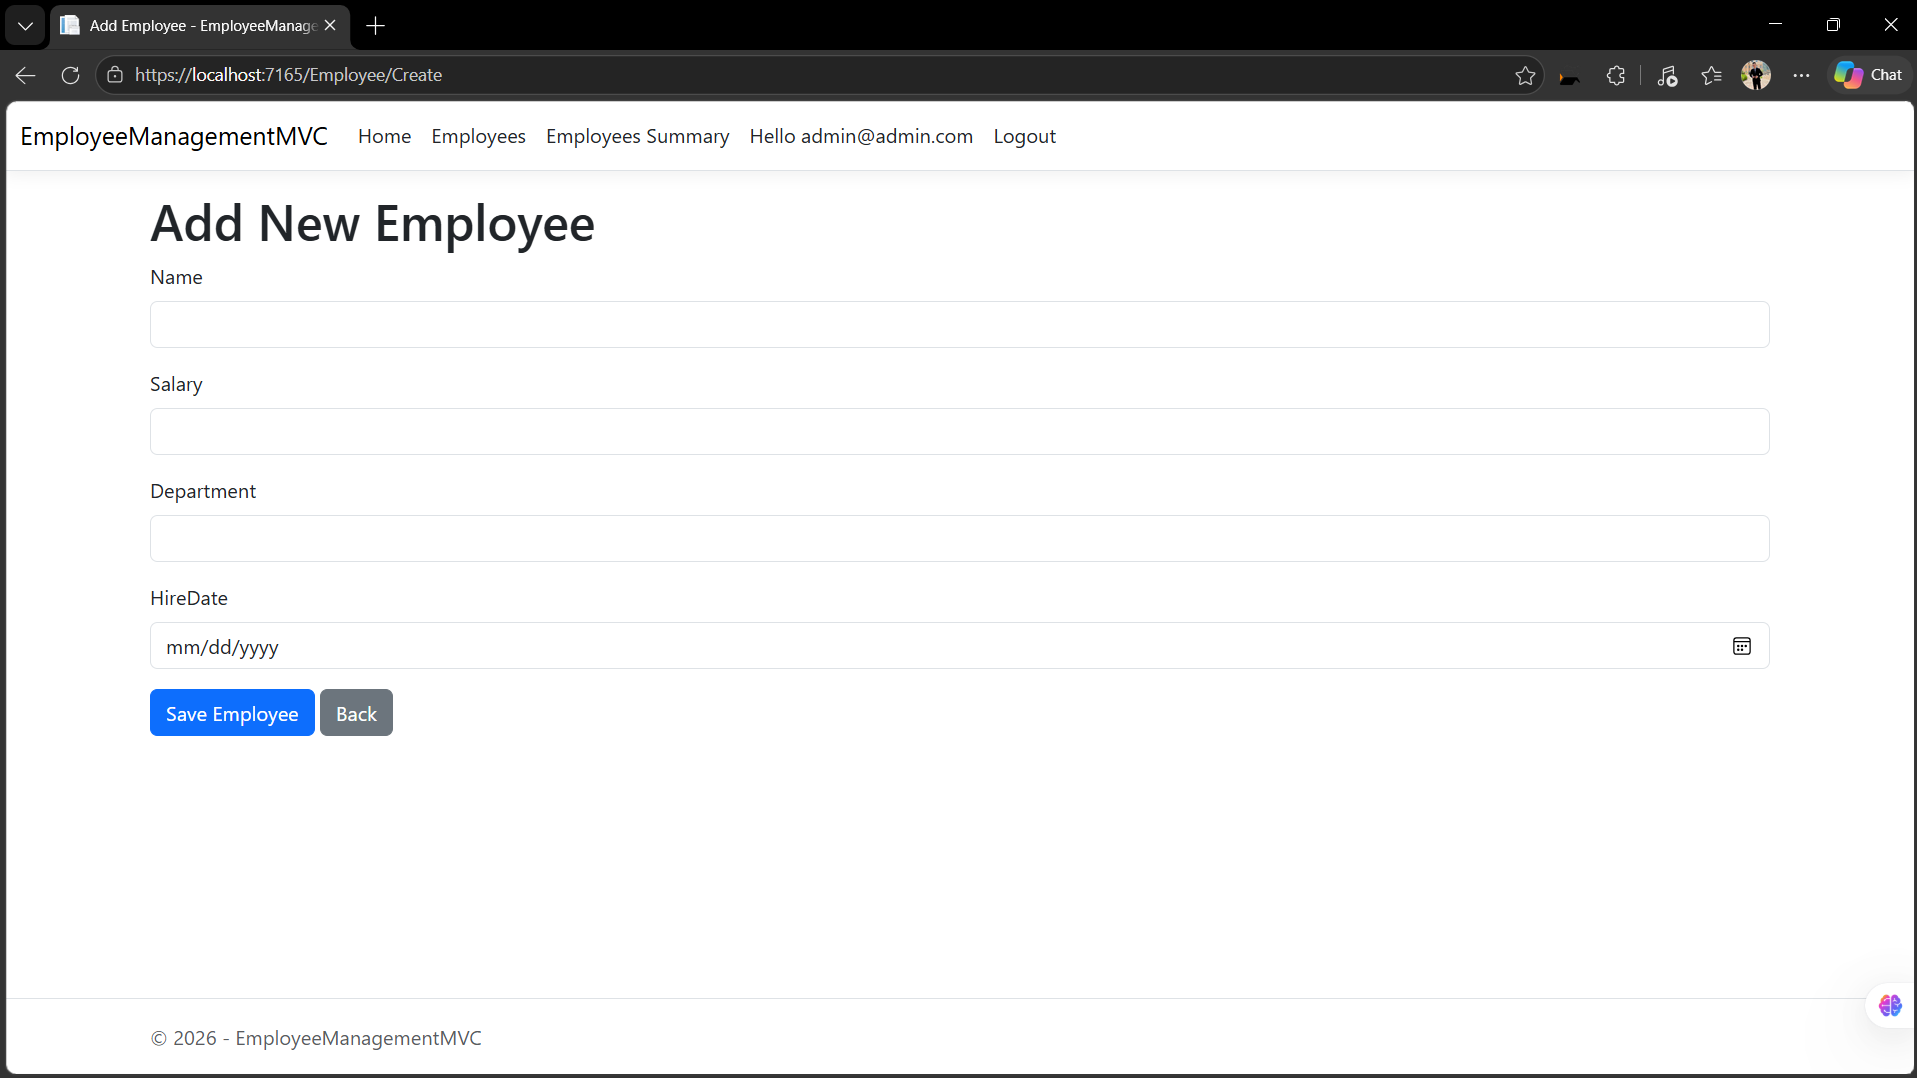 Add Employee - EmployeeManage
https://localhost:7165/Employee/Create
Chat
EmployeeManagementMVC Home Employees Employees Summary Hello admin@admin.com Logout
Add New Employee
Name
Salary
Department
HireDate
mm/dd/yyyy
Save Employee Back
© 2026 - EmployeeManagementMVC